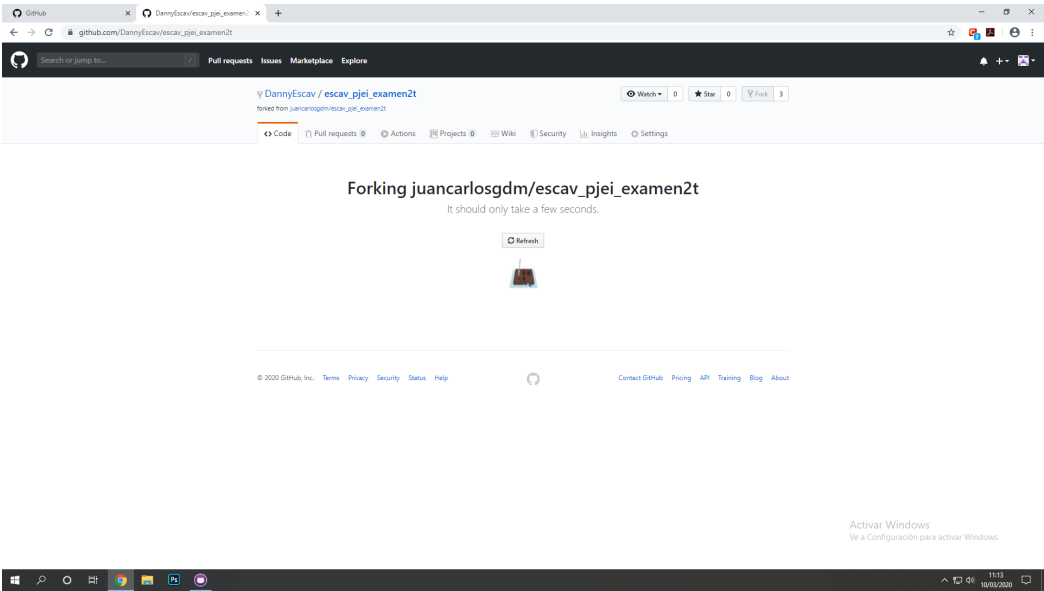 GitHub
DannyEscav/escav_pjei_examen2
github.com/DannyEscav/escav_pjei_examen2t
Search or jump to... /
Pull requests Issues Marketplace Explore
DannyEscav / escav_pjei_examen2t
forked from juancarlosgdm/escav_pjei_examen2t
Watch 0 Star 0 Fork 3
Code Pull requests 0 Actions Projects 0 Wiki Security Insights Settings
Forking juancarlosgdm/escav_pjei_examen2t
It should only take a few seconds.
Refresh
© 2020 GitHub, Inc. Terms Privacy Security Status Help
Contact GitHub Pricing API Training Blog About
Activar Windows
Ve a Configuración para activar Windows.
Ps
11:13
10/03/2020